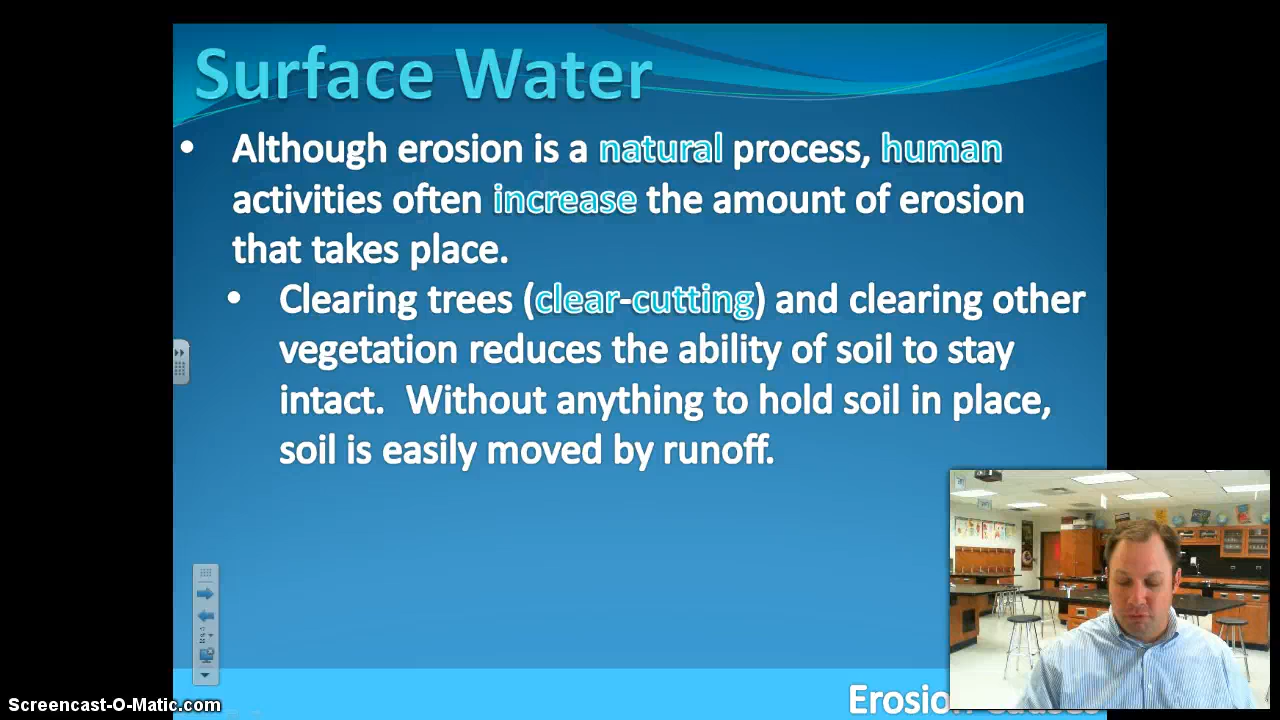 Surface Water
• Although erosion is a natural process, human
activities often increase the amount of erosion
that takes place.
• Clearing trees (clear-cutting) and clearing other
vegetation reduces the ability of soil to stay
intact. Without anything to hold soil in place,
soil is easily moved by runoff.
Erosion
Screencast-O-Matic.com